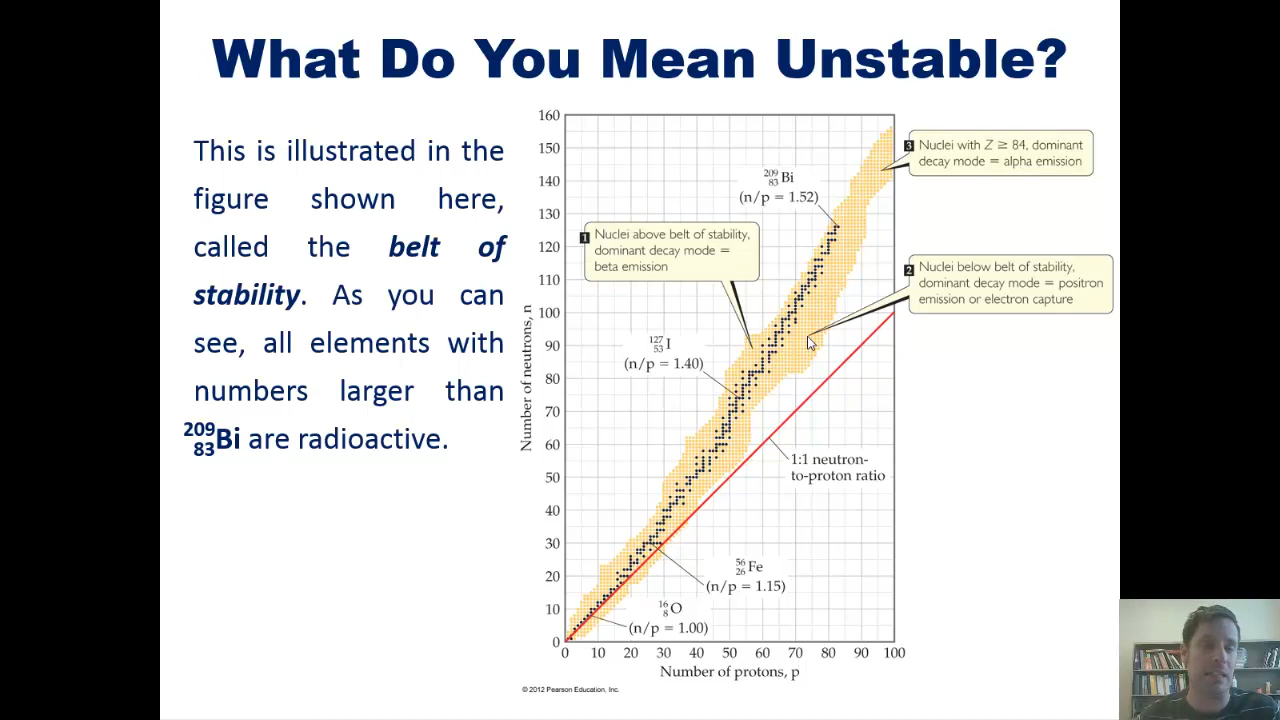 What Do You Mean Unstable?
This is illustrated in the
figure shown here,
called the belt of
stability. As you can
see, all elements with
numbers larger than
209
83Bi are radioactive.
160
150
140
130
120
110
100
90
80
70
60
50
40
30
20
10
0
Number of neutrons, n
0 10 20 30 40 50 60 70 80 90 100
Number of protons, p
209
83 Bi
(n/p = 1.52)
1 Nuclei above belt of stability,
dominant decay mode =
beta emission
3 Nuclei with Z ≥ 84, dominant
decay mode = alpha emission
2 Nuclei below belt of stability,
dominant decay mode = positron
emission or electron capture
127
53 I
(n/p = 1.40)
1:1 neutron-
to-proton ratio
56
26 Fe
(n/p = 1.15)
16
8 O
(n/p = 1.00)
© 2012 Pearson Education, Inc.